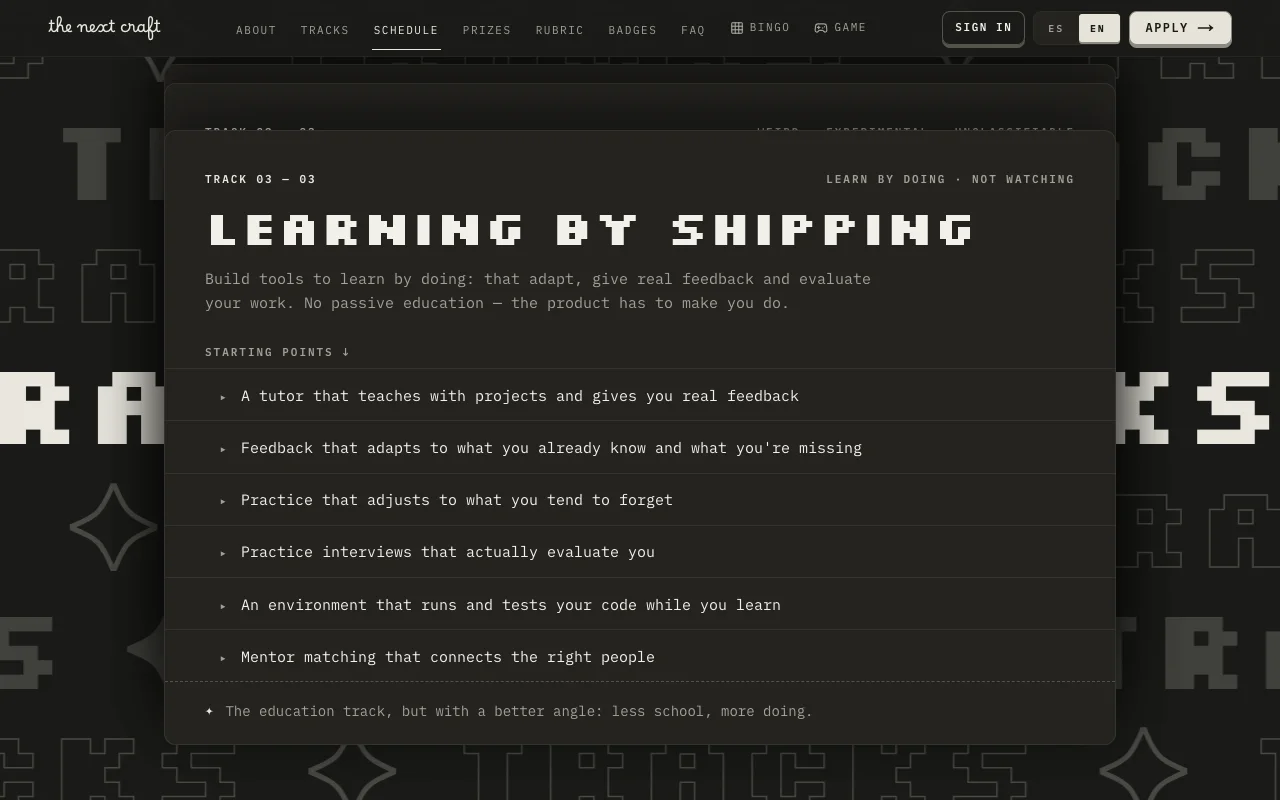 the next craft
ABOUT TRACKS SCHEDULE PRIZES RUBRIC BADGES FAQ BINGO GAME
SIGN IN ES EN APPLY →
TRACK 03 — 03 LEARN BY DOING · NOT WATCHING
LEARNING BY SHIPPING
Build tools to learn by doing: that adapt, give real feedback and evaluate
your work. No passive education — the product has to make you do.
STARTING POINTS ↓
▸ A tutor that teaches with projects and gives you real feedback
▸ Feedback that adapts to what you already know and what you're missing
▸ Practice that adjusts to what you tend to forget
▸ Practice interviews that actually evaluate you
▸ An environment that runs and tests your code while you learn
▸ Mentor matching that connects the right people
✦ The education track, but with a better angle: less school, more doing.
TRACKS